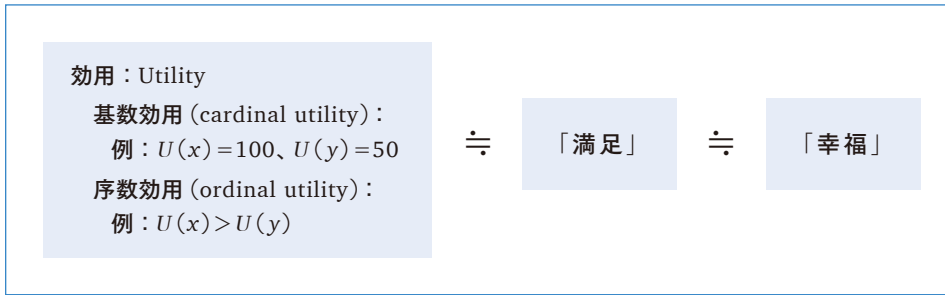 効用：Utility
基数効用（cardinal utility）：
例：U(x)=100、U(y)=50
序数効用（ordinal utility）：
例：U(x)>U(y)
≒
「満足」
≒
「幸福」